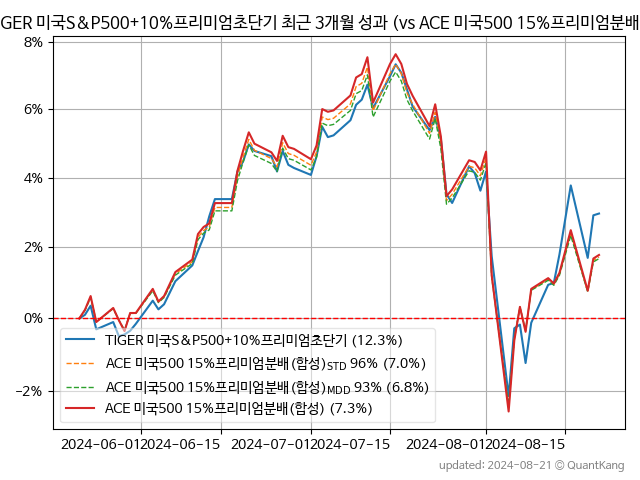 TIGER 미국S&P500+10%프리미엄초단기 최근 3개월 성과 (vs ACE 미국500 15%프리미엄분배
8%
6%
4%
2%
0%
−2%
TIGER 미국S&P500+10%프리미엄초단기 (12.3%)
ACE 미국500 15%프리미엄분배(합성)STD 96% (7.0%)
ACE 미국500 15%프리미엄분배(합성)MDD 93% (6.8%)
ACE 미국500 15%프리미엄분배(합성) (7.3%)
2024-06-01 2024-06-15 2024-07-01 2024-07-15 2024-08-01 2024-08-15
updated: 2024-08-21 © QuantKang